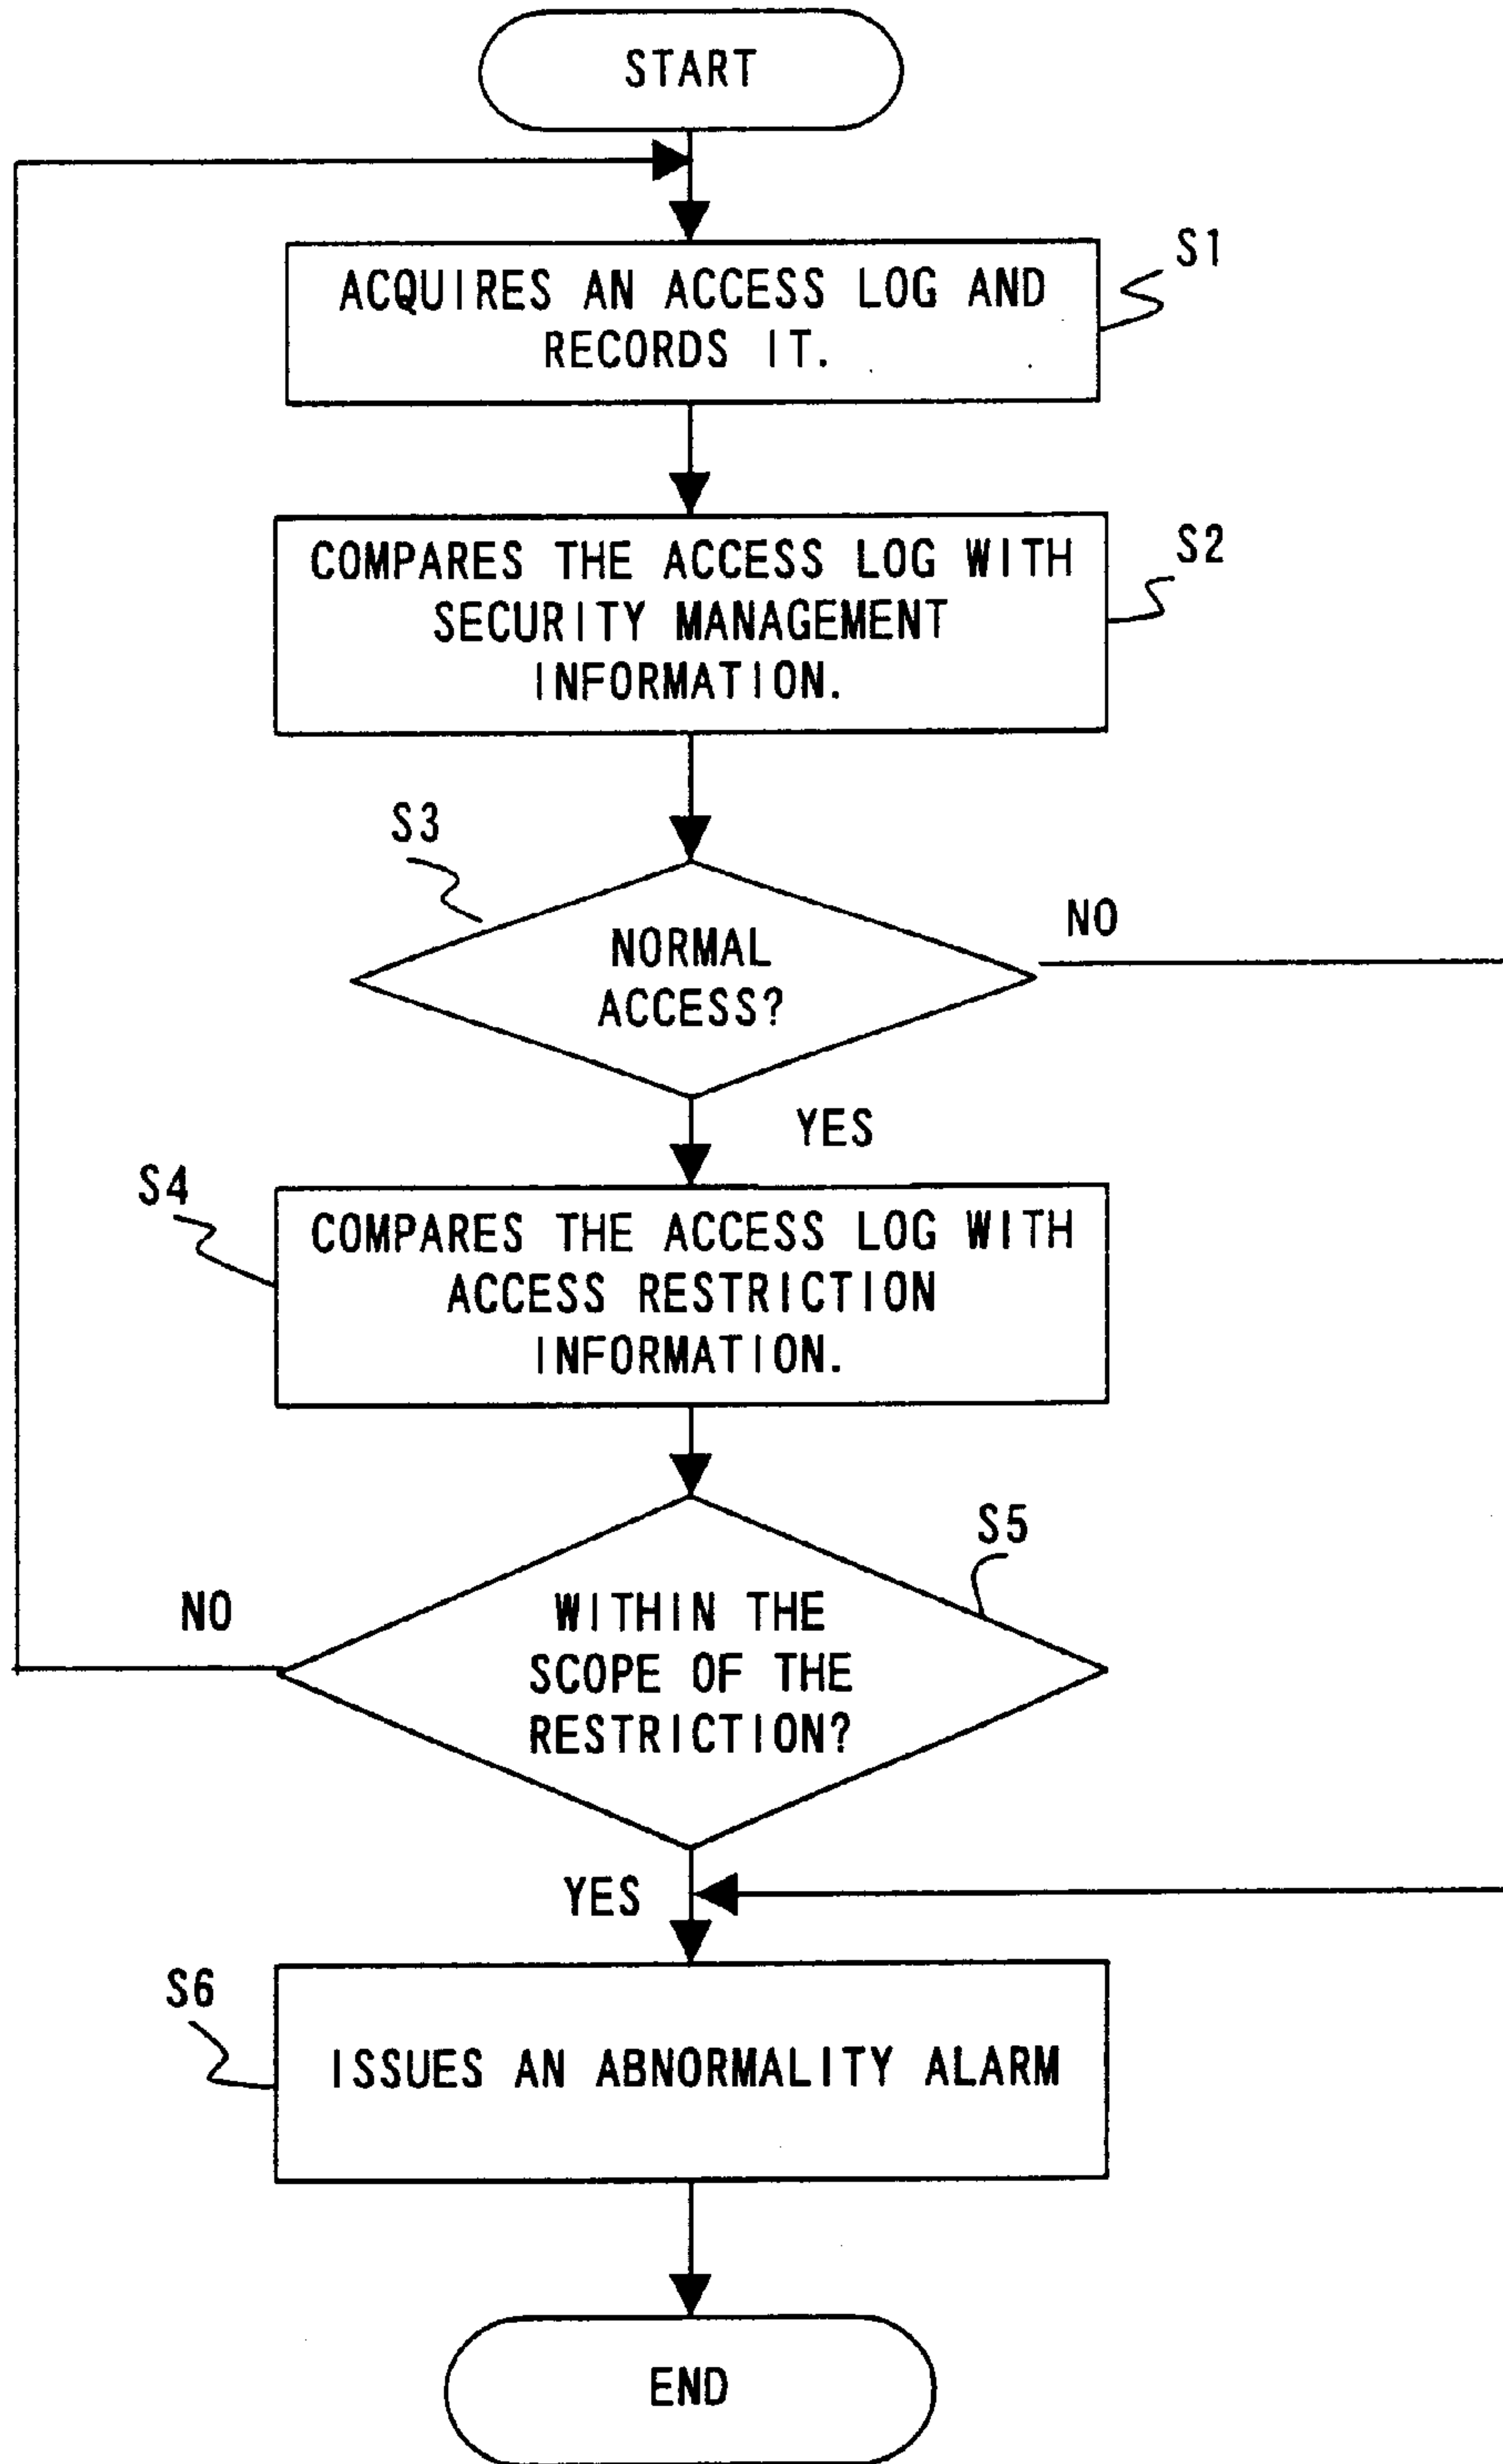 START
S1
ACQUIRES AN ACCESS LOG AND
RECORDS IT.
S2
COMPARES THE ACCESS LOG WITH
SECURITY MANAGEMENT
INFORMATION.
S3
NO
NORMAL
ACCESS?
YES
S4
COMPARES THE ACCESS LOG WITH
ACCESS RESTRICTION
INFORMATION.
S5
NO
WITHIN THE
SCOPE OF THE
RESTRICTION?
YES
S6
ISSUES AN ABNORMALITY ALARM
END